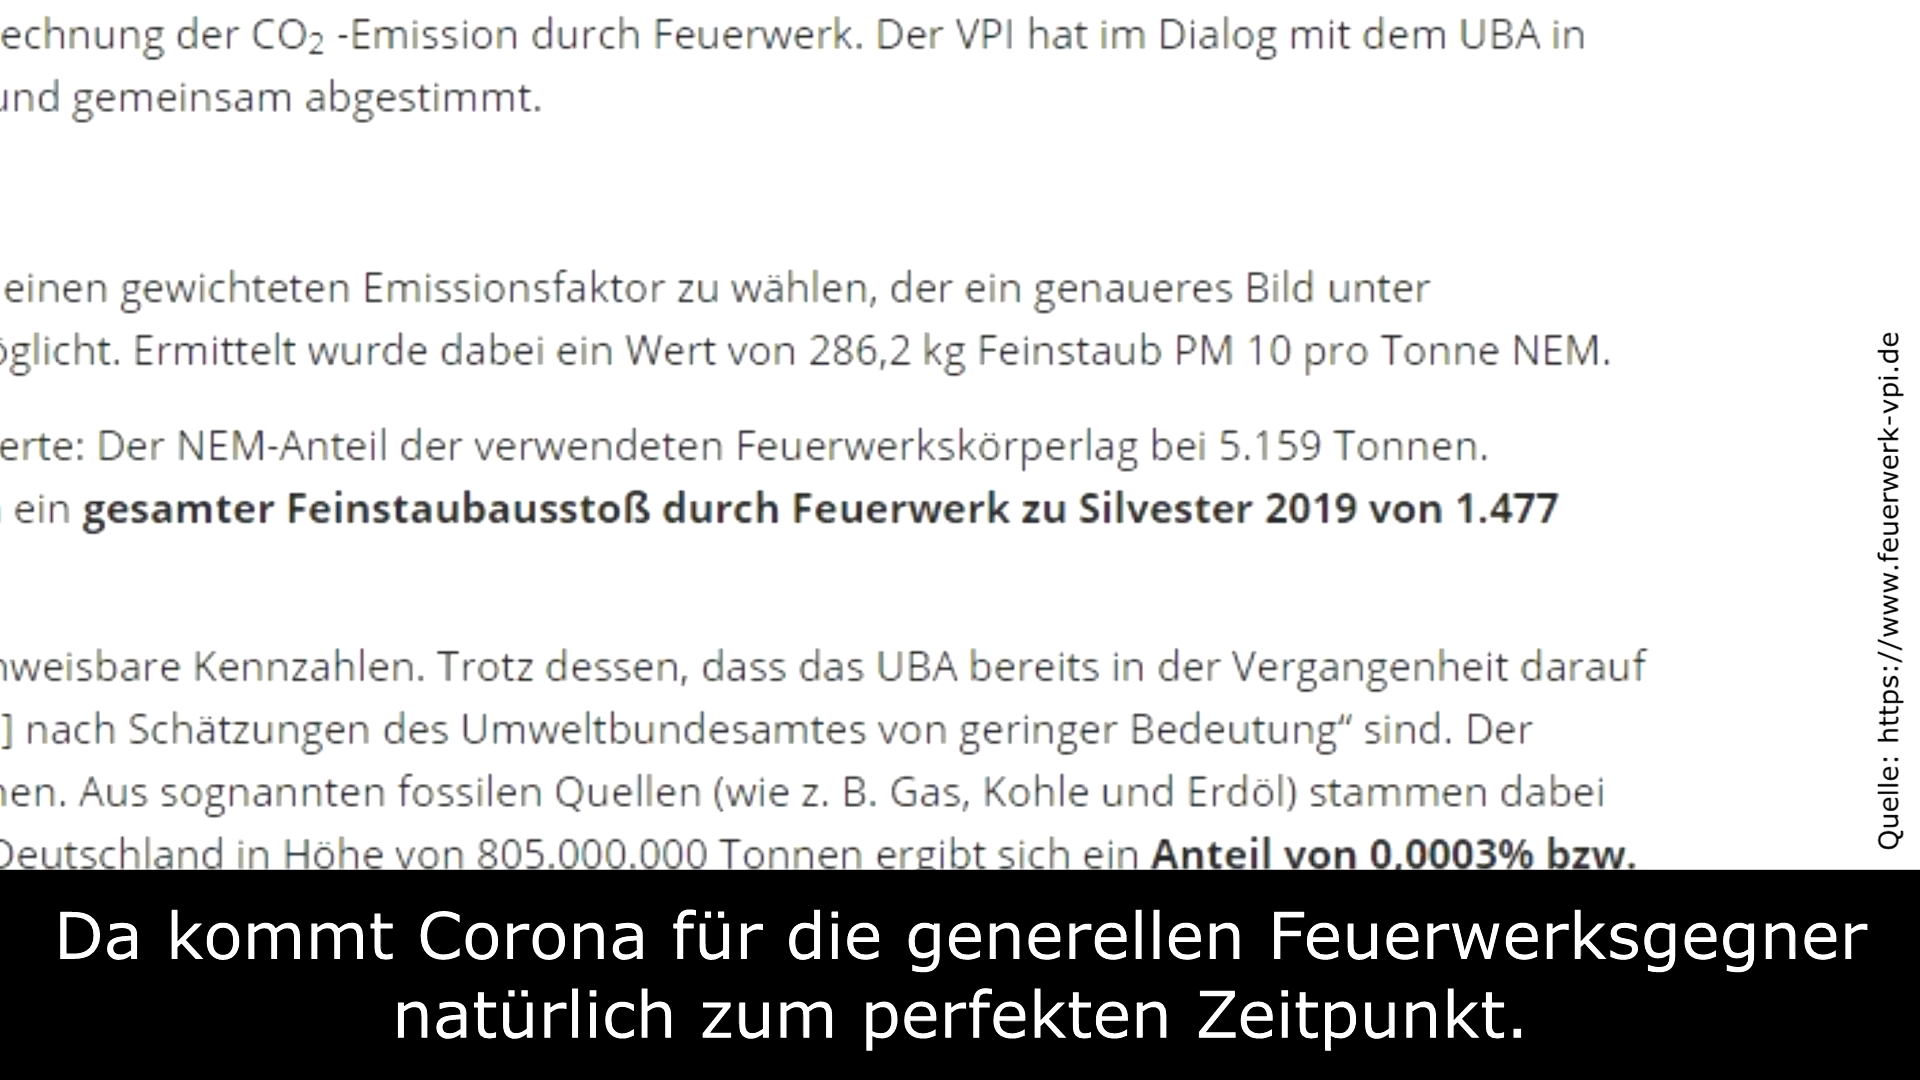 echnung der CO₂ -Emission durch Feuerwerk. Der VPI hat im Dialog mit dem UBA in
und gemeinsam abgestimmt.
einen gewichteten Emissionsfaktor zu wählen, der ein genaueres Bild unter
öglicht. Ermittelt wurde dabei ein Wert von 286,2 kg Feinstaub PM 10 pro Tonne NEM.
erte: Der NEM-Anteil der verwendeten Feuerwerkskörperlag bei 5.159 Tonnen.
ein gesamter Feinstaubausstoß durch Feuerwerk zu Silvester 2019 von 1.477
weisbare Kennzahlen. Trotz dessen, dass das UBA bereits in der Vergangenheit darauf
] nach Schätzungen des Umweltbundesamtes von geringer Bedeutung“ sind. Der
nen. Aus sognannten fossilen Quellen (wie z. B. Gas, Kohle und Erdöl) stammen dabei
Deutschland in Höhe von 805.000.000 Tonnen ergibt sich ein Anteil von 0,0003% bzw.
Quelle: https://www.feuerwerk-vpi.de
Da kommt Corona für die generellen Feuerwerksgegner
natürlich zum perfekten Zeitpunkt.